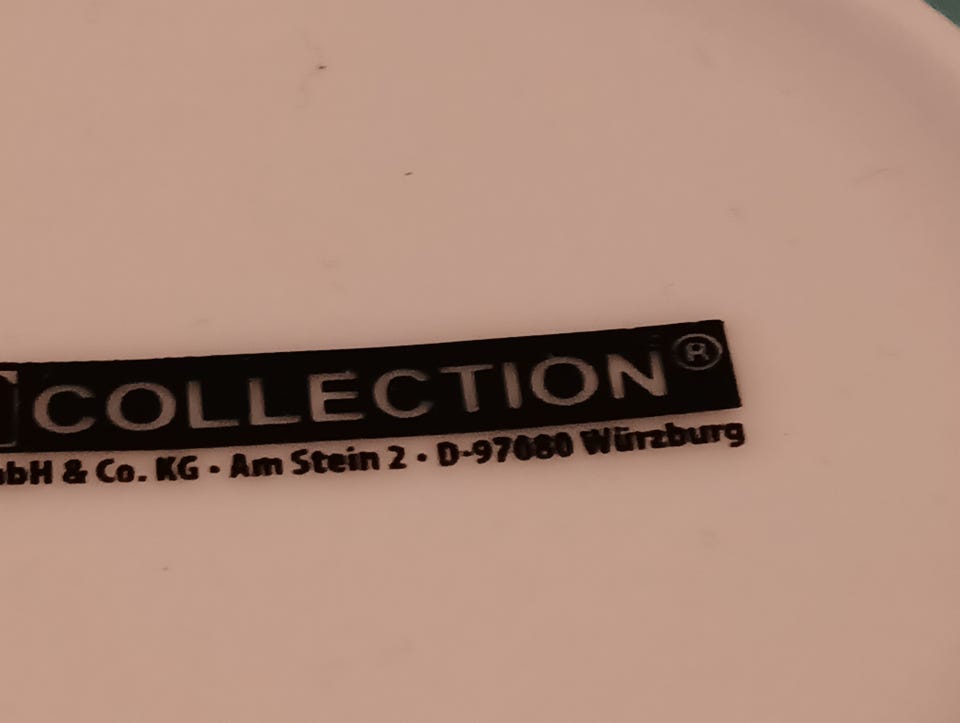 COLLECTION®
& Co. KG • Am Stein 2 • D-97080 Würzburg